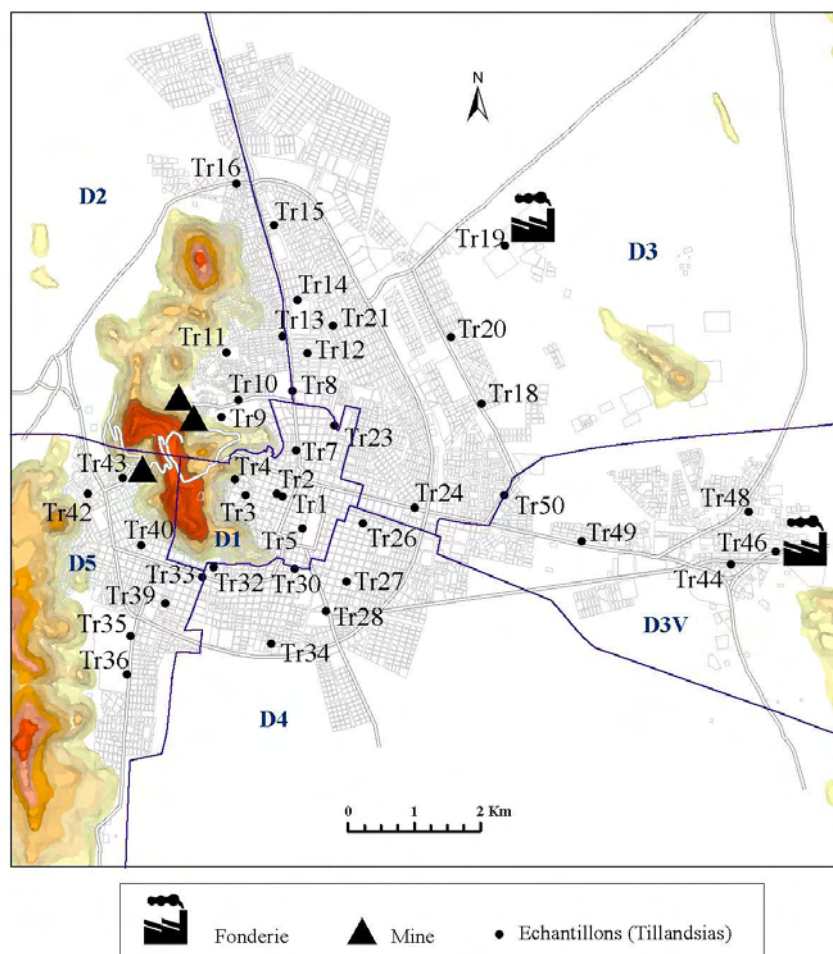 N
Tr16
D2
Tr15
Tr19
D3
Tr14
Tr13
Tr21
Tr20
Tr11
Tr12
Tr10
Tr8
Tr18
Tr9
Tr23
Tr7
Tr43
Tr4
Tr2
Tr42
Tr3
Tr1
Tr24
Tr50
Tr48
Tr40
D1
Tr5
Tr26
Tr49
Tr46
D5
Tr33
Tr32
Tr30
Tr27
Tr44
Tr39
Tr28
D3V
Tr35
Tr34
Tr36
D4
0 1 2 Km
Fonderie Mine Echantillons (Tillandsias)